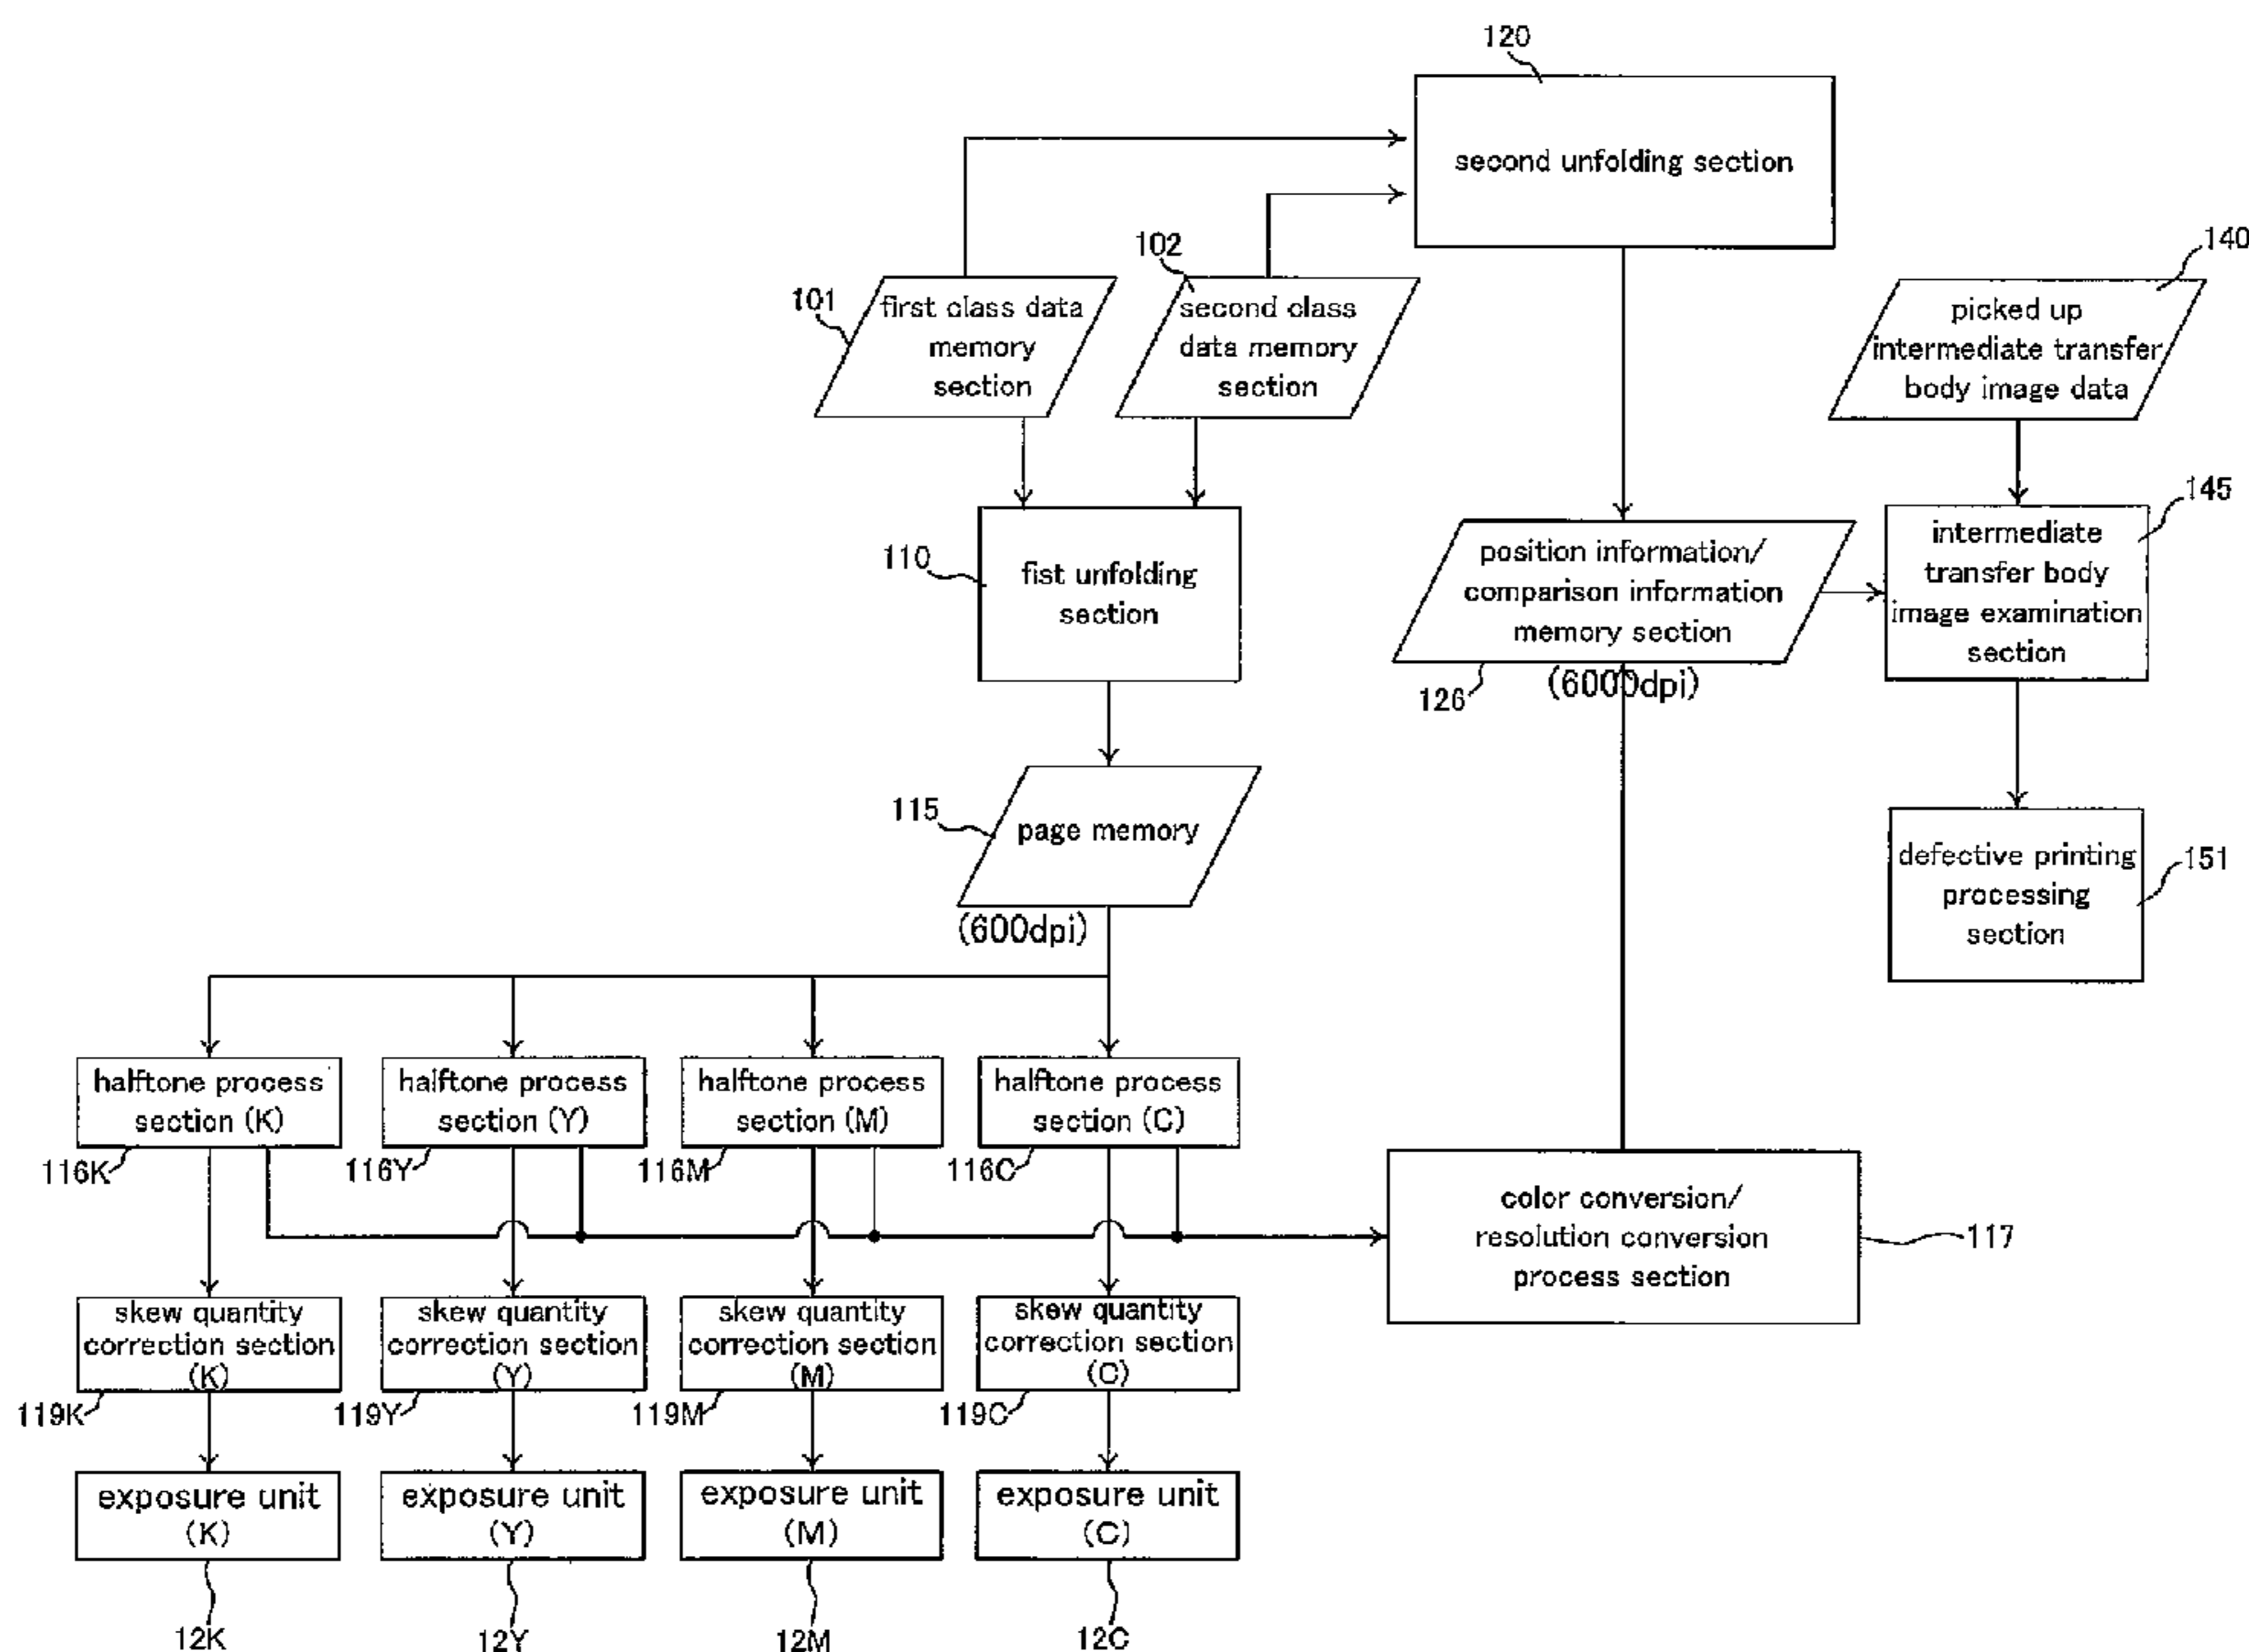 120
second unfolding section
102
140
101
first class data
memory
section
second class
data memory
section
picked up
intermediate transfer
body image data
110
fist unfolding
section
position information/
comparison information
memory section
(6000dpi)
126
145
intermediate
transfer body
image examination
section
115
page memory
(600dpi)
defective printing
processing
section
151
halftone process
section (K)
halftone process
section (Y)
halftone process
section (M)
halftone process
section (C)
116K
116Y
116M
116C
color conversion/
resolution conversion
process section
117
skew quantity
correction section
(K)
skew quantity
correction section
(Y)
skew quantity
correction section
(M)
skew quantity
correction section
(C)
119K
119Y
119M
119C
exposure unit
(K)
exposure unit
(Y)
exposure unit
(M)
exposure unit
(C)
12K
12Y
12M
12C